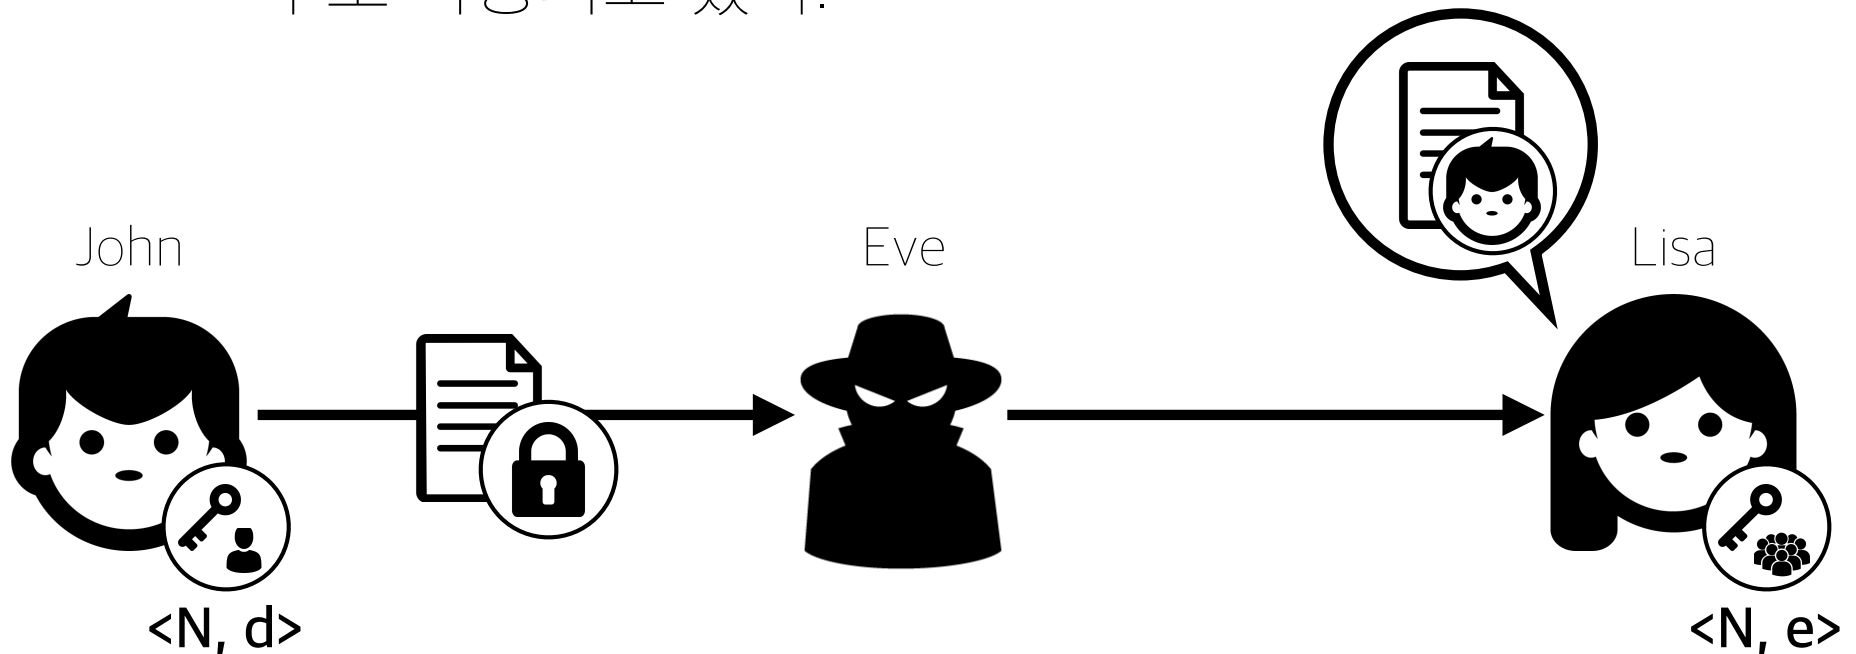 John
Eve
Lisa
<N, d>
<N, e>